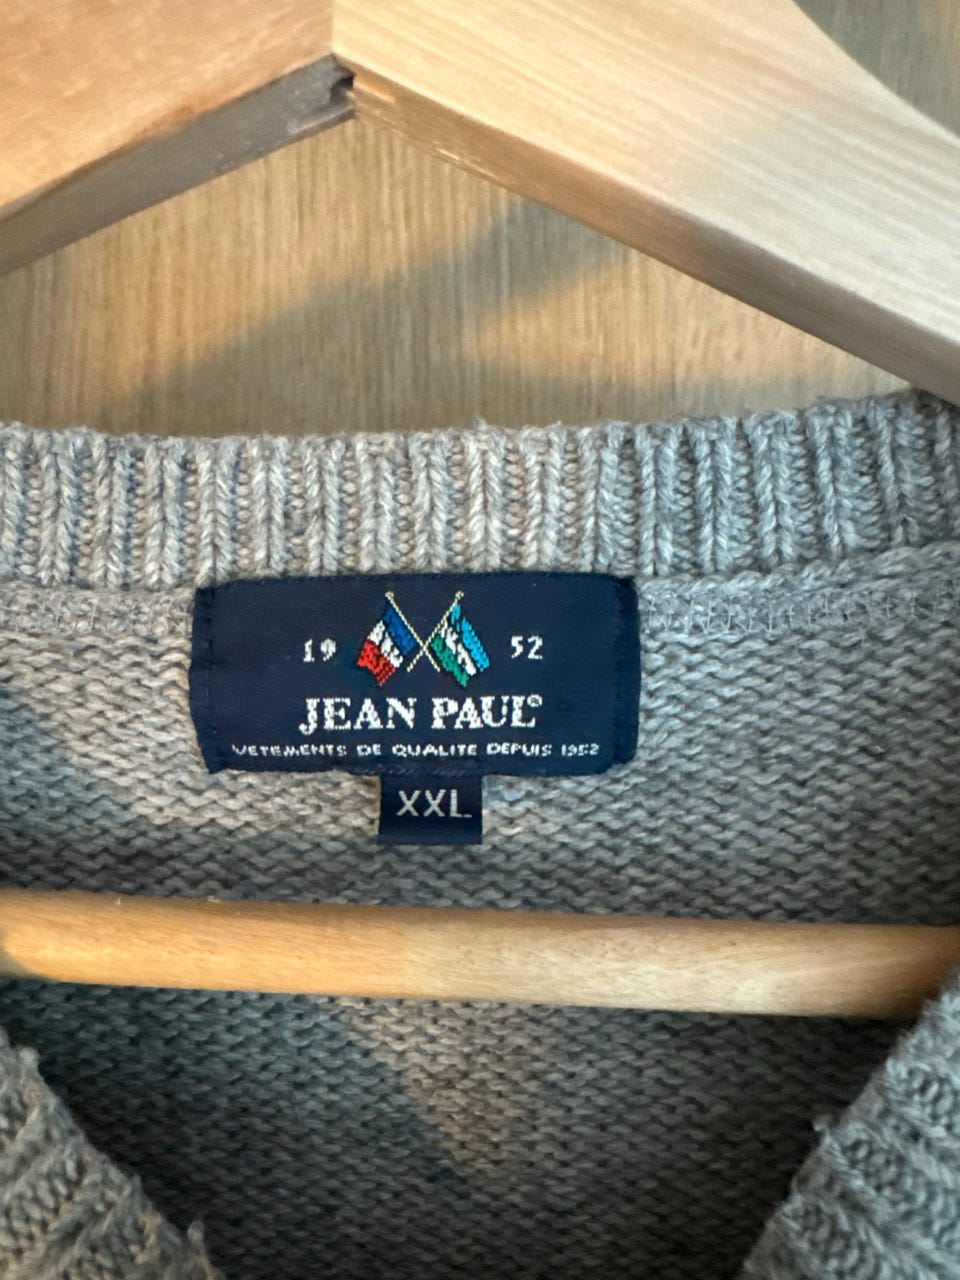 19 52
JEAN PAUL®
VETEMENTS DE QUALITE DEPUIS 1952
XXL